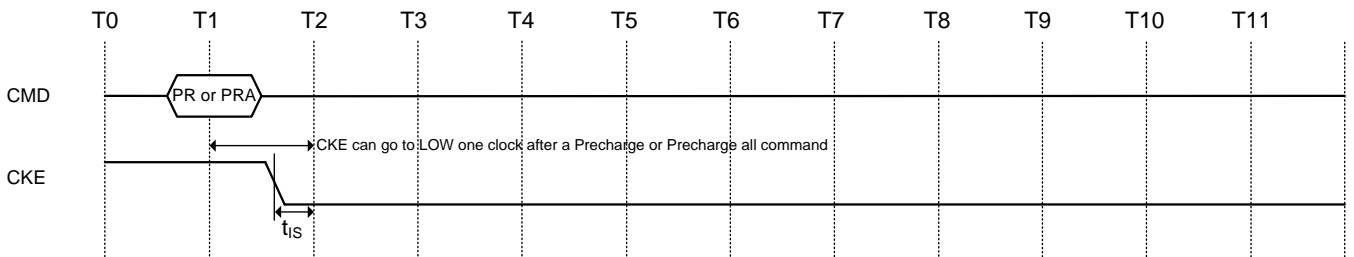 T0 T1 T2 T3 T4 T5 T6 T7 T8 T9 T10 T11
CMD PR or PRA
CKE can go to LOW one clock after a Precharge or Precharge all command
CKE
tIS